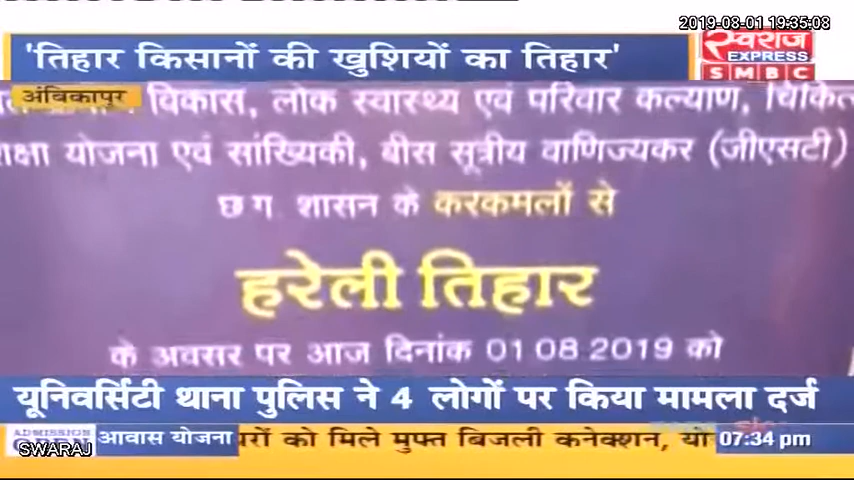 2019-08-01 19:35:08
'तिहार किसानों की खुशियों का तिहार'
स्वराज
EXPRESS
SMBC
अंबिकापुर
विकास, लोक स्वास्थ्य एवं परिवार कल्याण,
योजना एवं सांख्यिकी, बीस सूत्रीय वाणिज्यकर (जीएसटी)
छ ग शासन के करकमलों से
हरेली तिहार
के अवसर पर आज दिनांक 01 08 2019 को
यूनिवर्सिटी थाना पुलिस ने 4 लोगों पर किया मामला दर्ज
ADMISSION
OPEN
SWARAJ
आवास योजना
को मिले मुफ्त बिजली कनेक्शन,
07:34 pm